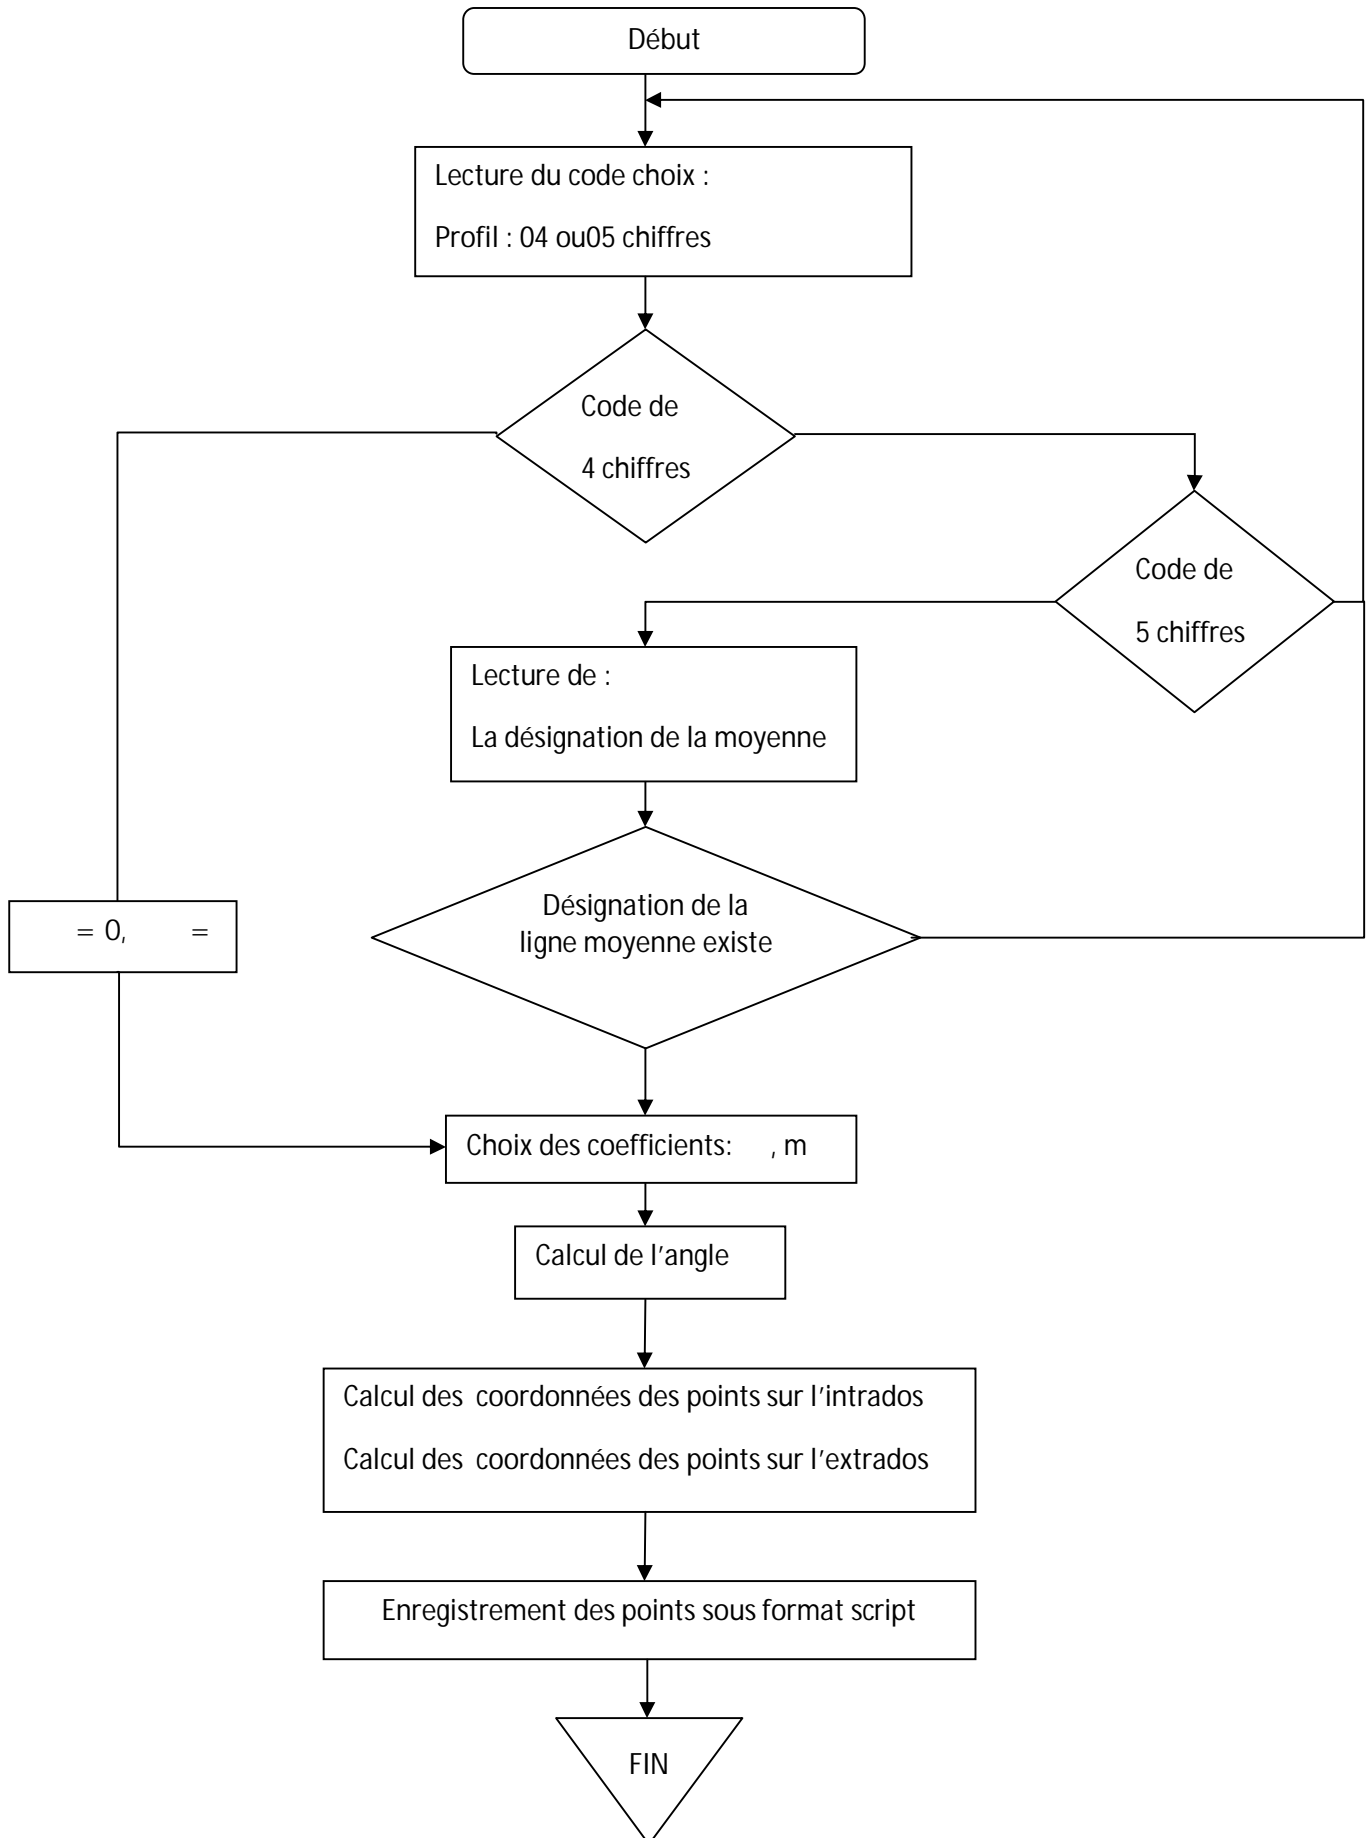 Début
Lecture du code choix :
Profil : 04 ou05 chiffres
Code de
4 chiffres
Code de
5 chiffres
Lecture de :
La désignation de la moyenne
Désignation de la
ligne moyenne existe
= 0, =
Choix des coefficients: , m
Calcul de l’angle
Calcul des coordonnées des points sur l’intrados
Calcul des coordonnées des points sur l’extrados
Enregistrement des points sous format script
FIN